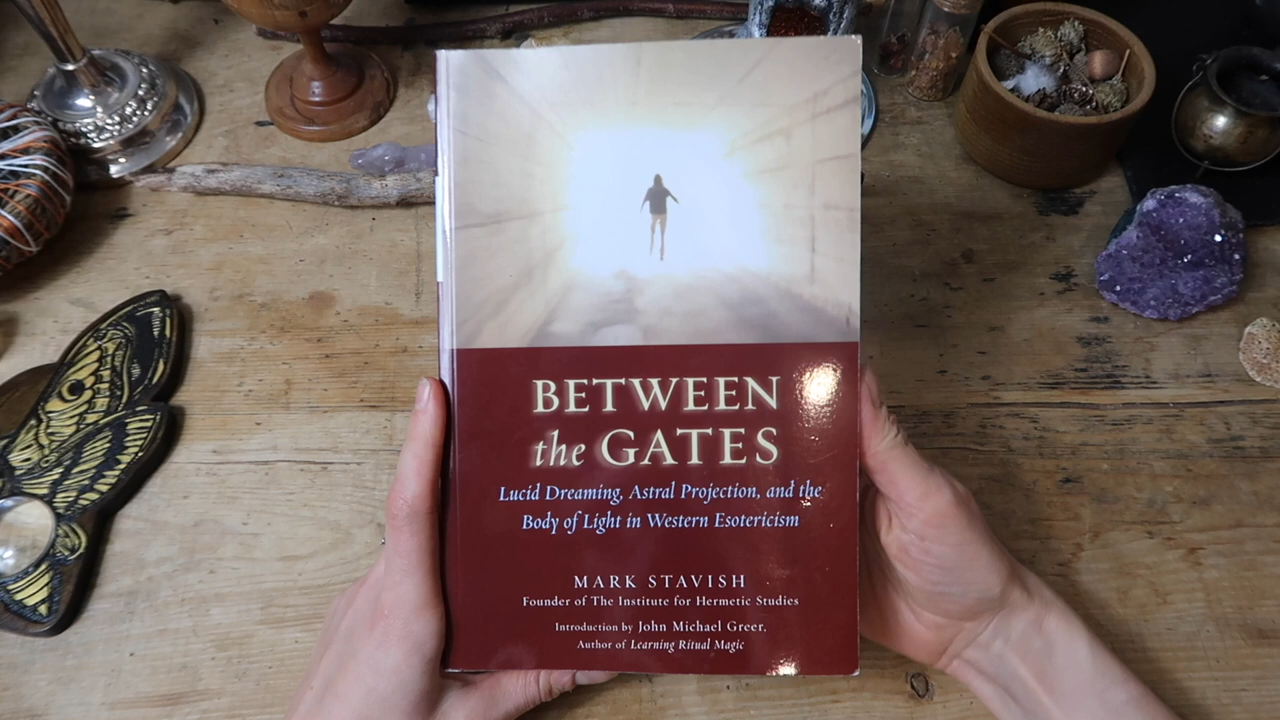 BETWEEN
the GATES
Lucid Dreaming, Astral Projection, and the
Body of Light in Western Esotericism
MARK STAVISH
Founder of The Institute for Hermetic Studies
Introduction by John Michael Greer,
Author of Learning Ritual Magic